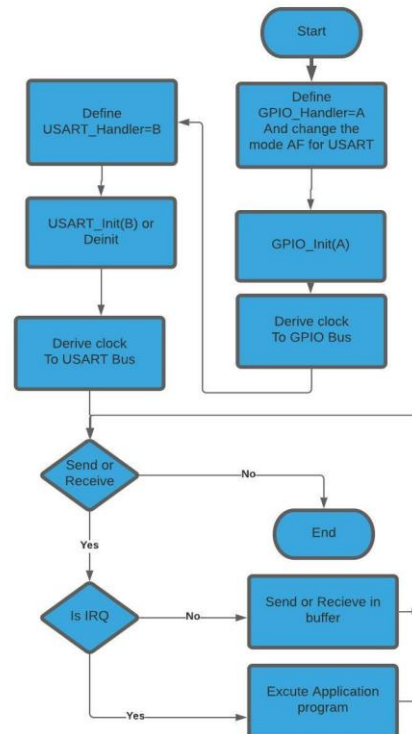 Start
Define
GPIO_Handler=A
And change the
mode AF for USART
GPIO_Init(A)
Derive clock
To GPIO Bus
Define
USART_Handler=B
USART_Init(B) or
Deinit
Derive clock
To USART Bus
Send or
Receive
No
End
Yes
Is IRQ
No
Send or Recieve in
buffer
Yes
Excute Application
program